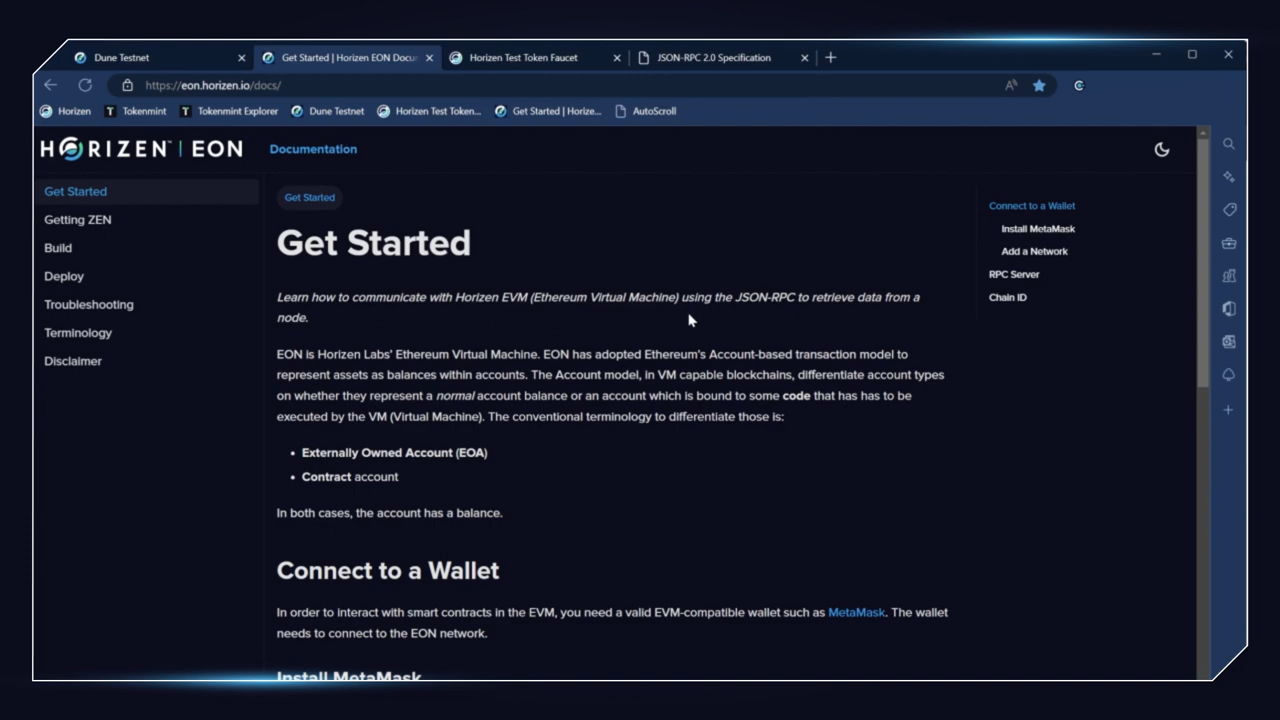 Dune Testnet
Get Started | Horizen EON Docu
Horizen Test Token Faucet
JSON-RPC 2.0 Specification
https://eon.horizen.io/docs/
Horizen
Tokenmint
Tokenmint Explorer
Dune Testnet
Horizen Test Token...
Get Started | Horize...
AutoScroll
HORIZEN | EON
Documentation
Get Started
Getting ZEN
Build
Deploy
Troubleshooting
Terminology
Disclaimer
Get Started
Get Started
Learn how to communicate with Horizen EVM (Ethereum Virtual Machine) using the JSON-RPC to retrieve data from a
node.
EON is Horizen Labs' Ethereum Virtual Machine. EON has adopted Ethereum's Account-based transaction model to
represent assets as balances within accounts. The Account model, in VM capable blockchains, differentiate account types
on whether they represent a normal account balance or an account which is bound to some code that has has to be
executed by the VM (Virtual Machine). The conventional terminology to differentiate those is:
• Externally Owned Account (EOA)
• Contract account
In both cases, the account has a balance.
Connect to a Wallet
In order to interact with smart contracts in the EVM, you need a valid EVM-compatible wallet such as MetaMask. The wallet
needs to connect to the EON network.
Install MetaMask
Connect to a Wallet
Install MetaMask
Add a Network
RPC Server
Chain ID